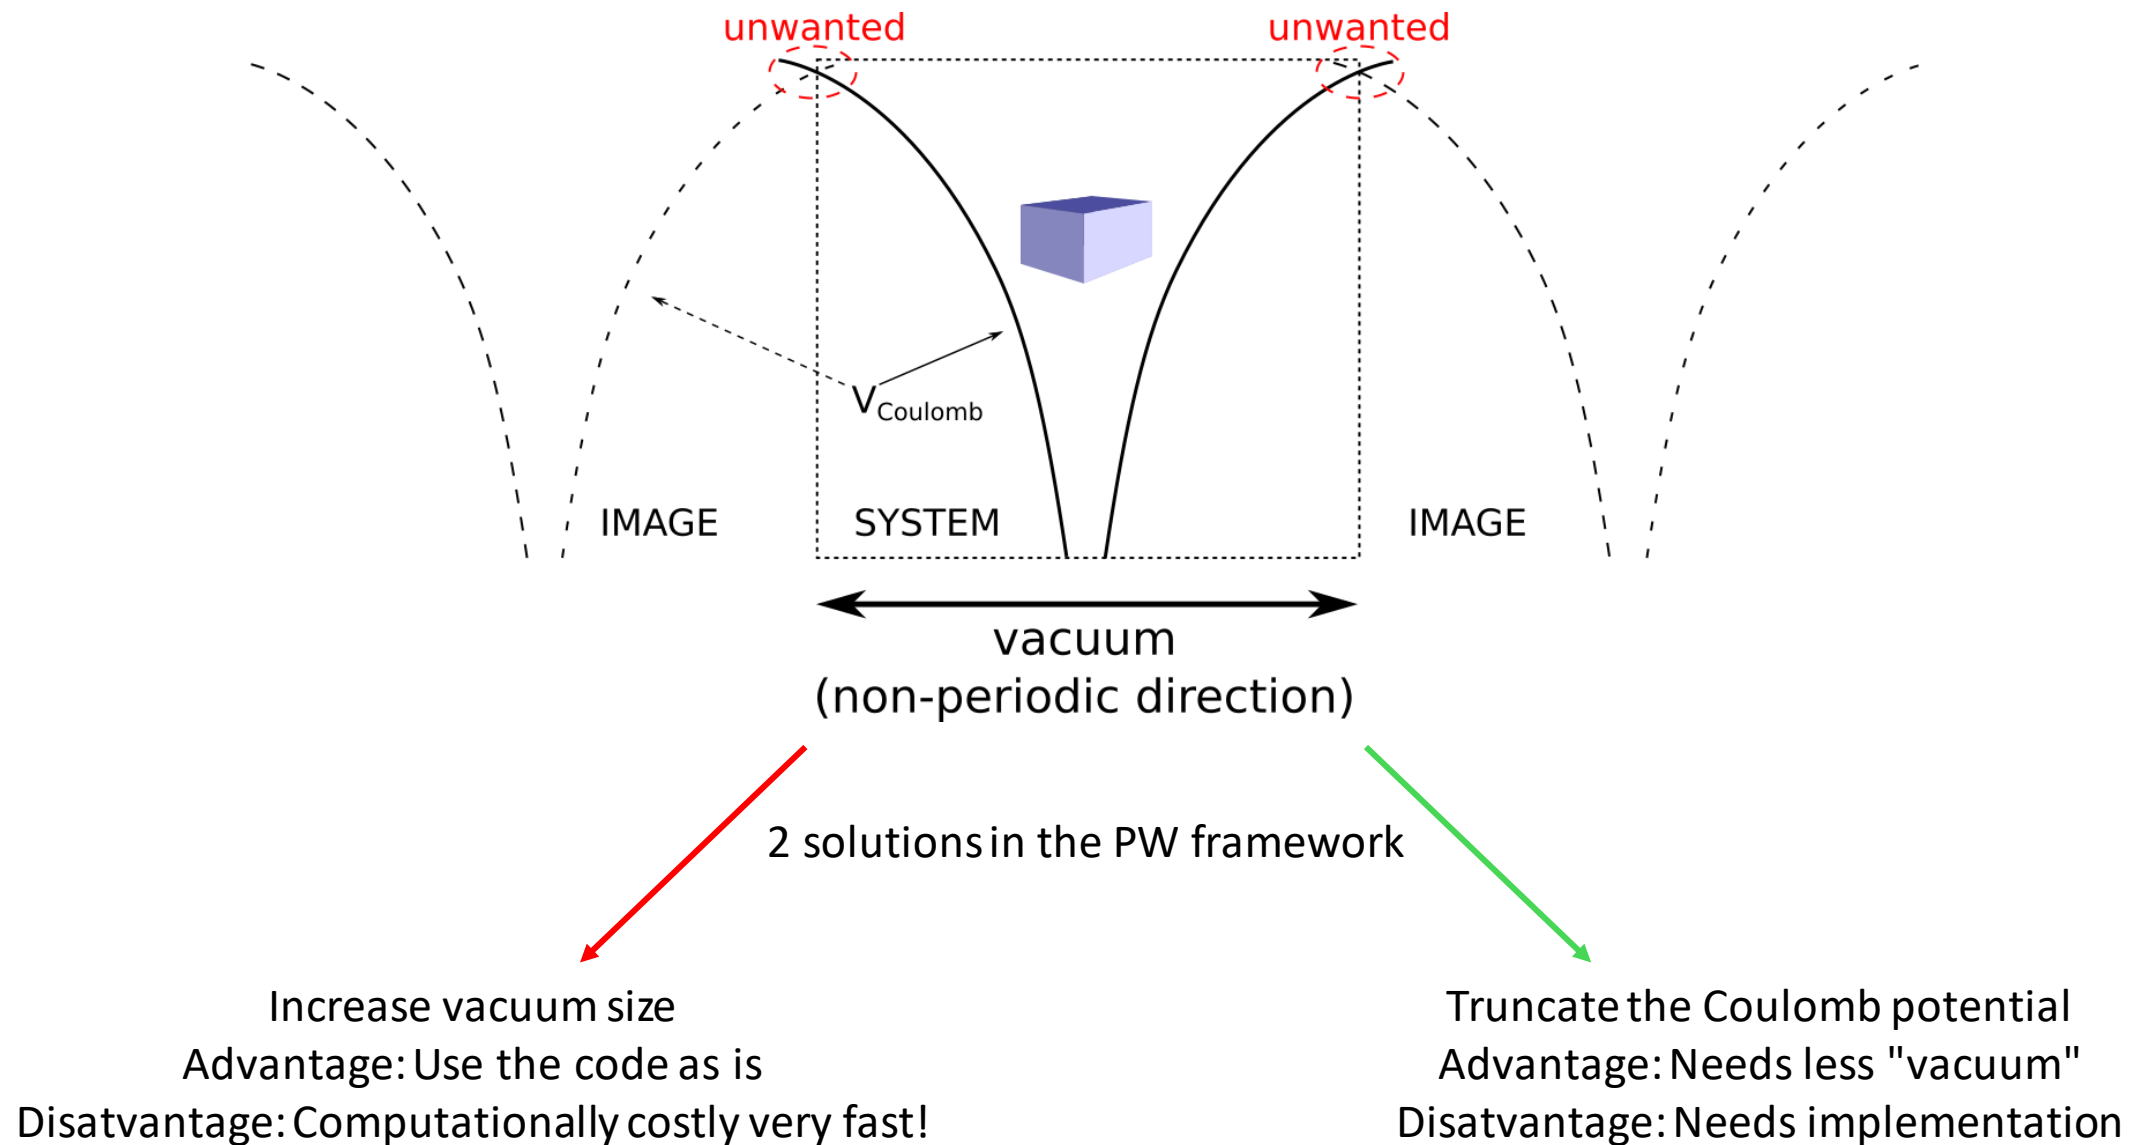 unwanted
unwanted
V_Coulomb
IMAGE
SYSTEM
IMAGE
vacuum
(non-periodic direction)
2 solutions in the PW framework
Increase vacuum size
Advantage: Use the code as is
Disatvantage: Computationally costly very fast!
Truncate the Coulomb potential
Advantage: Needs less "vacuum"
Disatvantage: Needs implementation